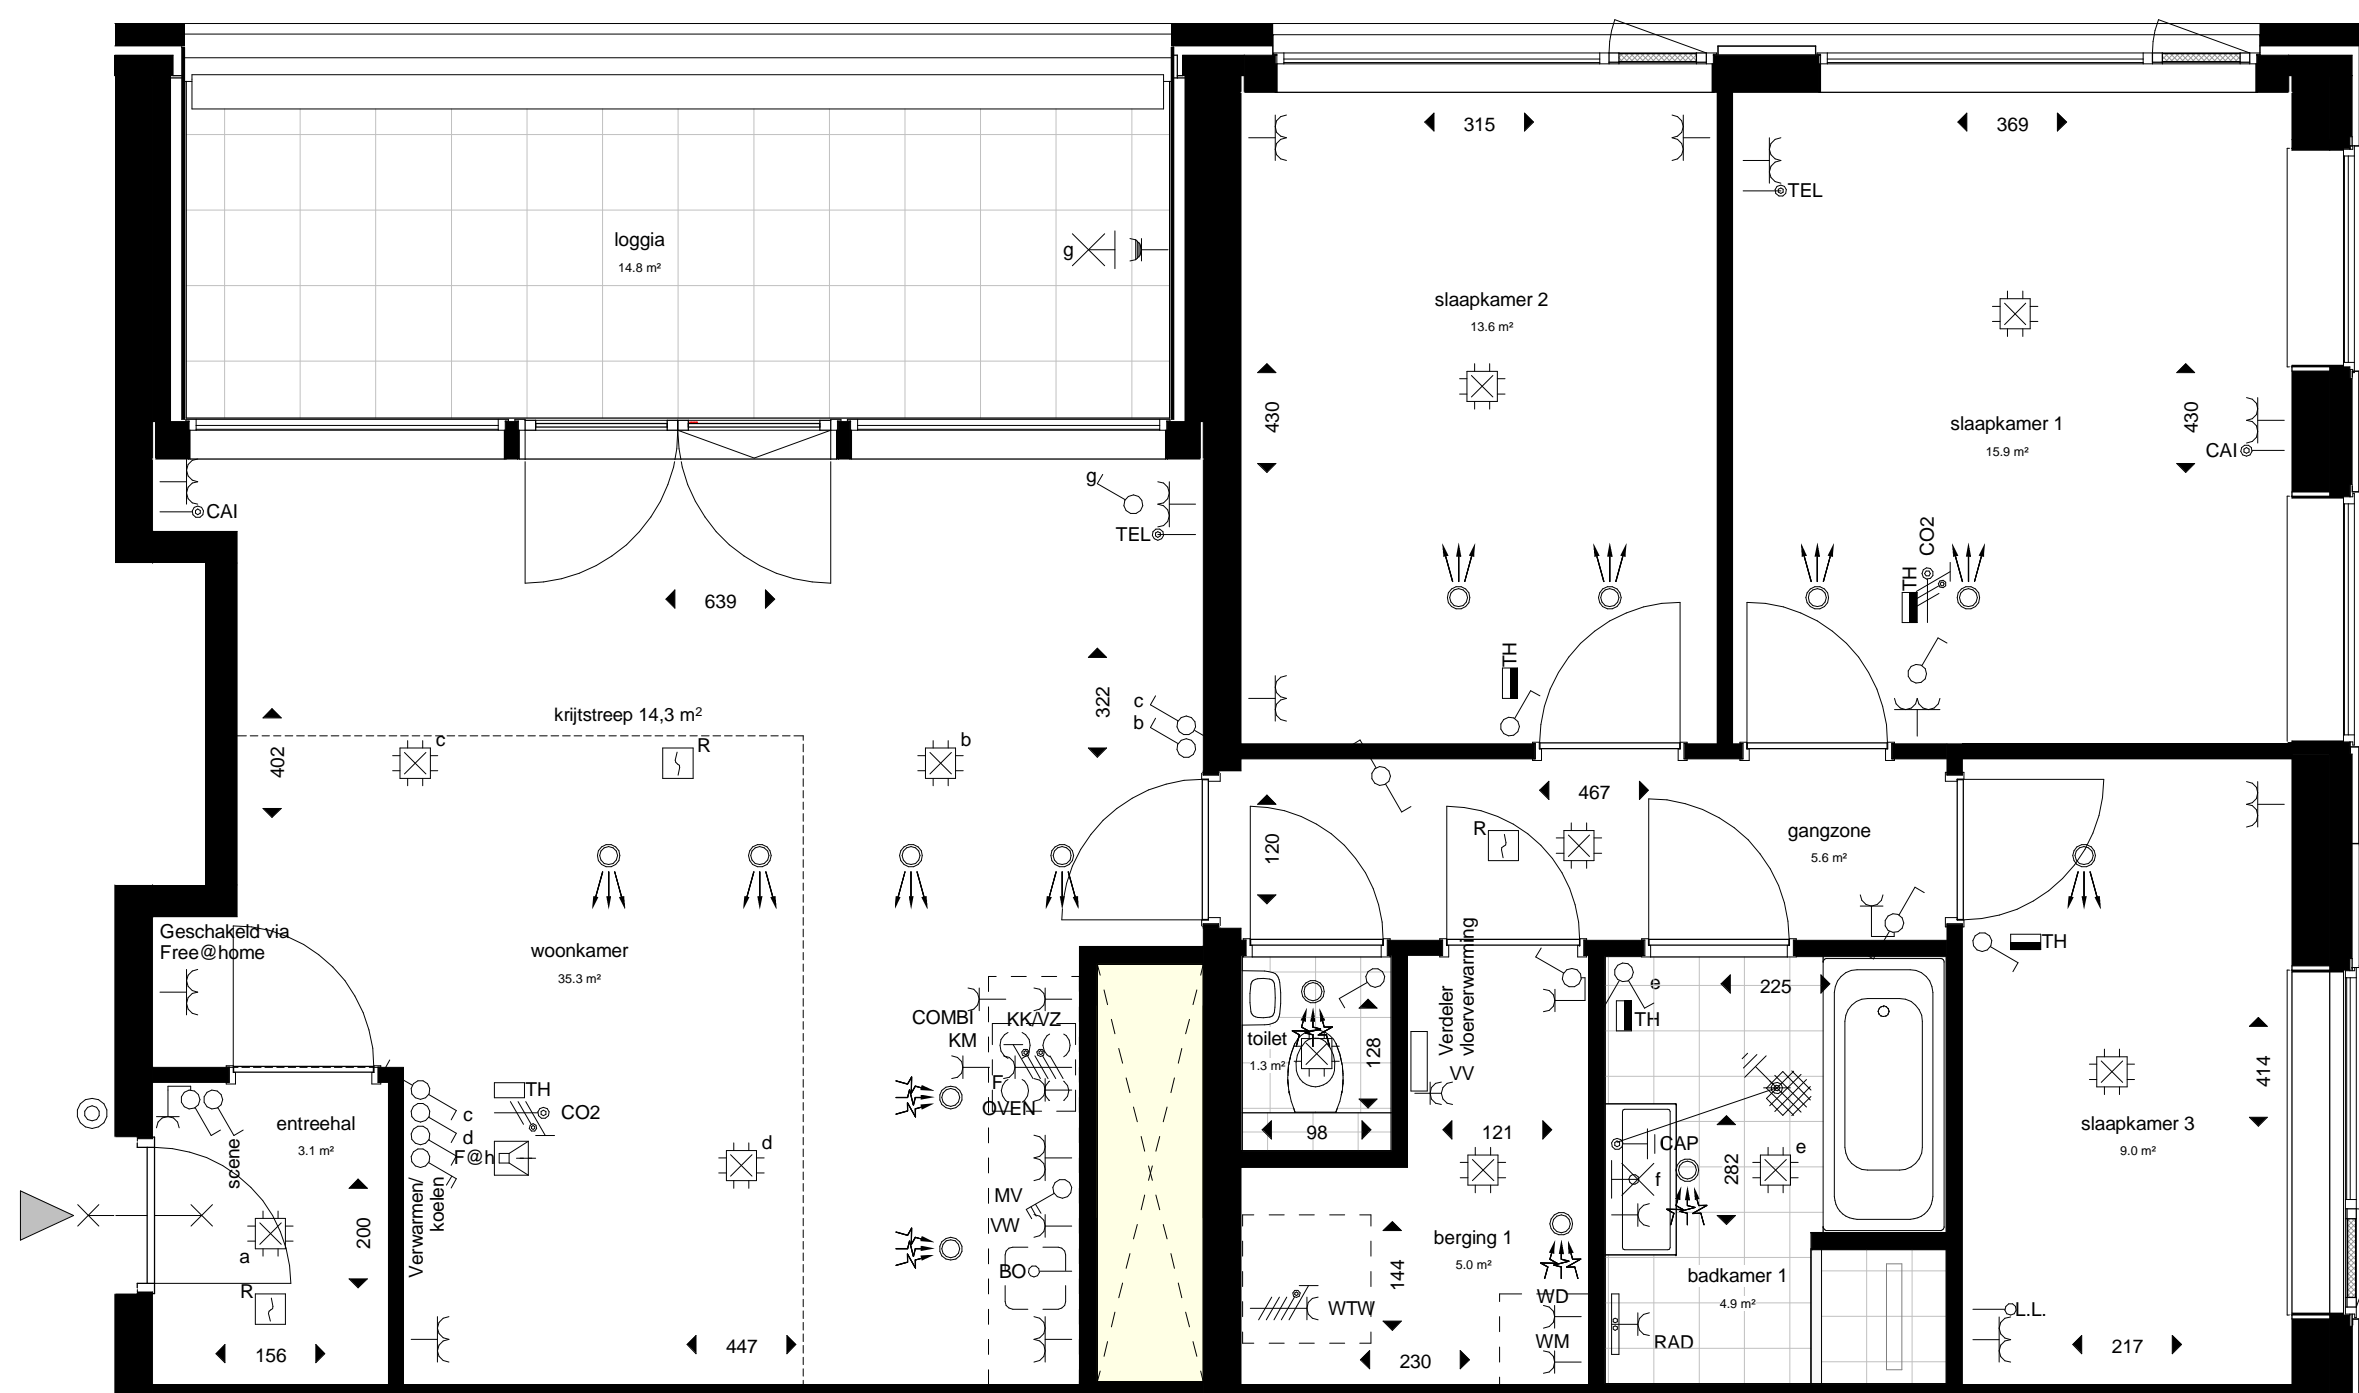 315
369
TEL
loggia
14.8 m²
g
slaapkamer 2
13.6 m²
430
slaapkamer 1
15.9 m²
430
CAI
CAI
g
TEL
CO2
TH
639
TH
322
c
b
krijtstreep 14,3 m²
402
c
R
b
467
120
R
gangzone
5.6 m²
Geschakeld via
Free@home
woonkamer
35.3 m²
TH
COMBI
KM
KK/VZ
F
OVEN
toilet
1.3 m²
128
98
Verdeler
vloerverwarming
VV
e
225
TH
414
slaapkamer 3
9.0 m²
entreehal
3.1 m²
scene
c
d
TH
CO2
F@h
Verwarmen/
koelen
d
MV
VW
BO
121
CAP
282
f
e
a
200
R
156
447
berging 1
5.0 m²
144
WTW
230
WD
WM
badkamer 1
4.9 m²
RAD
L.L.
217